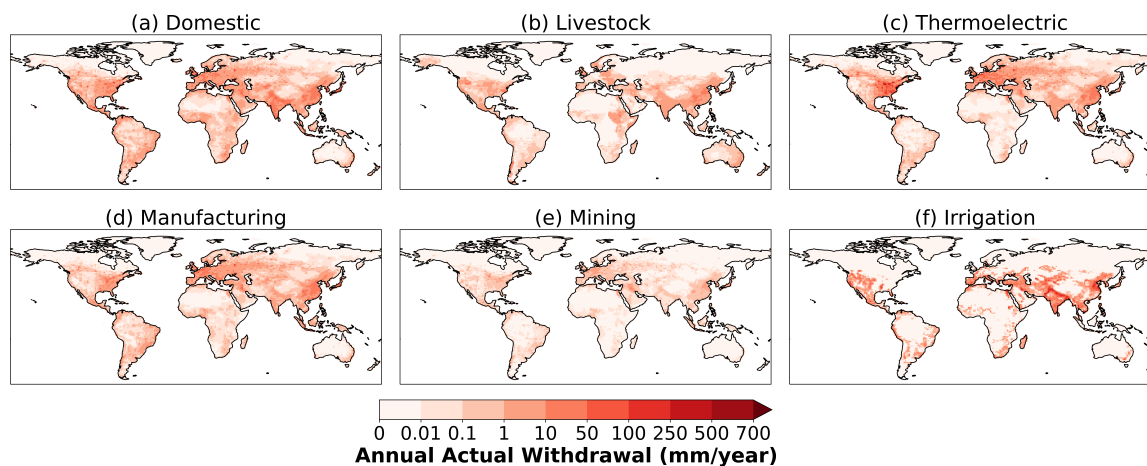 (a) Domestic
(b) Livestock
(c) Thermoelectric
(d) Manufacturing
(e) Mining
(f) Irrigation
0 0.01 0.1 1 10 50 100 250 500 700
Annual Actual Withdrawal (mm/year)